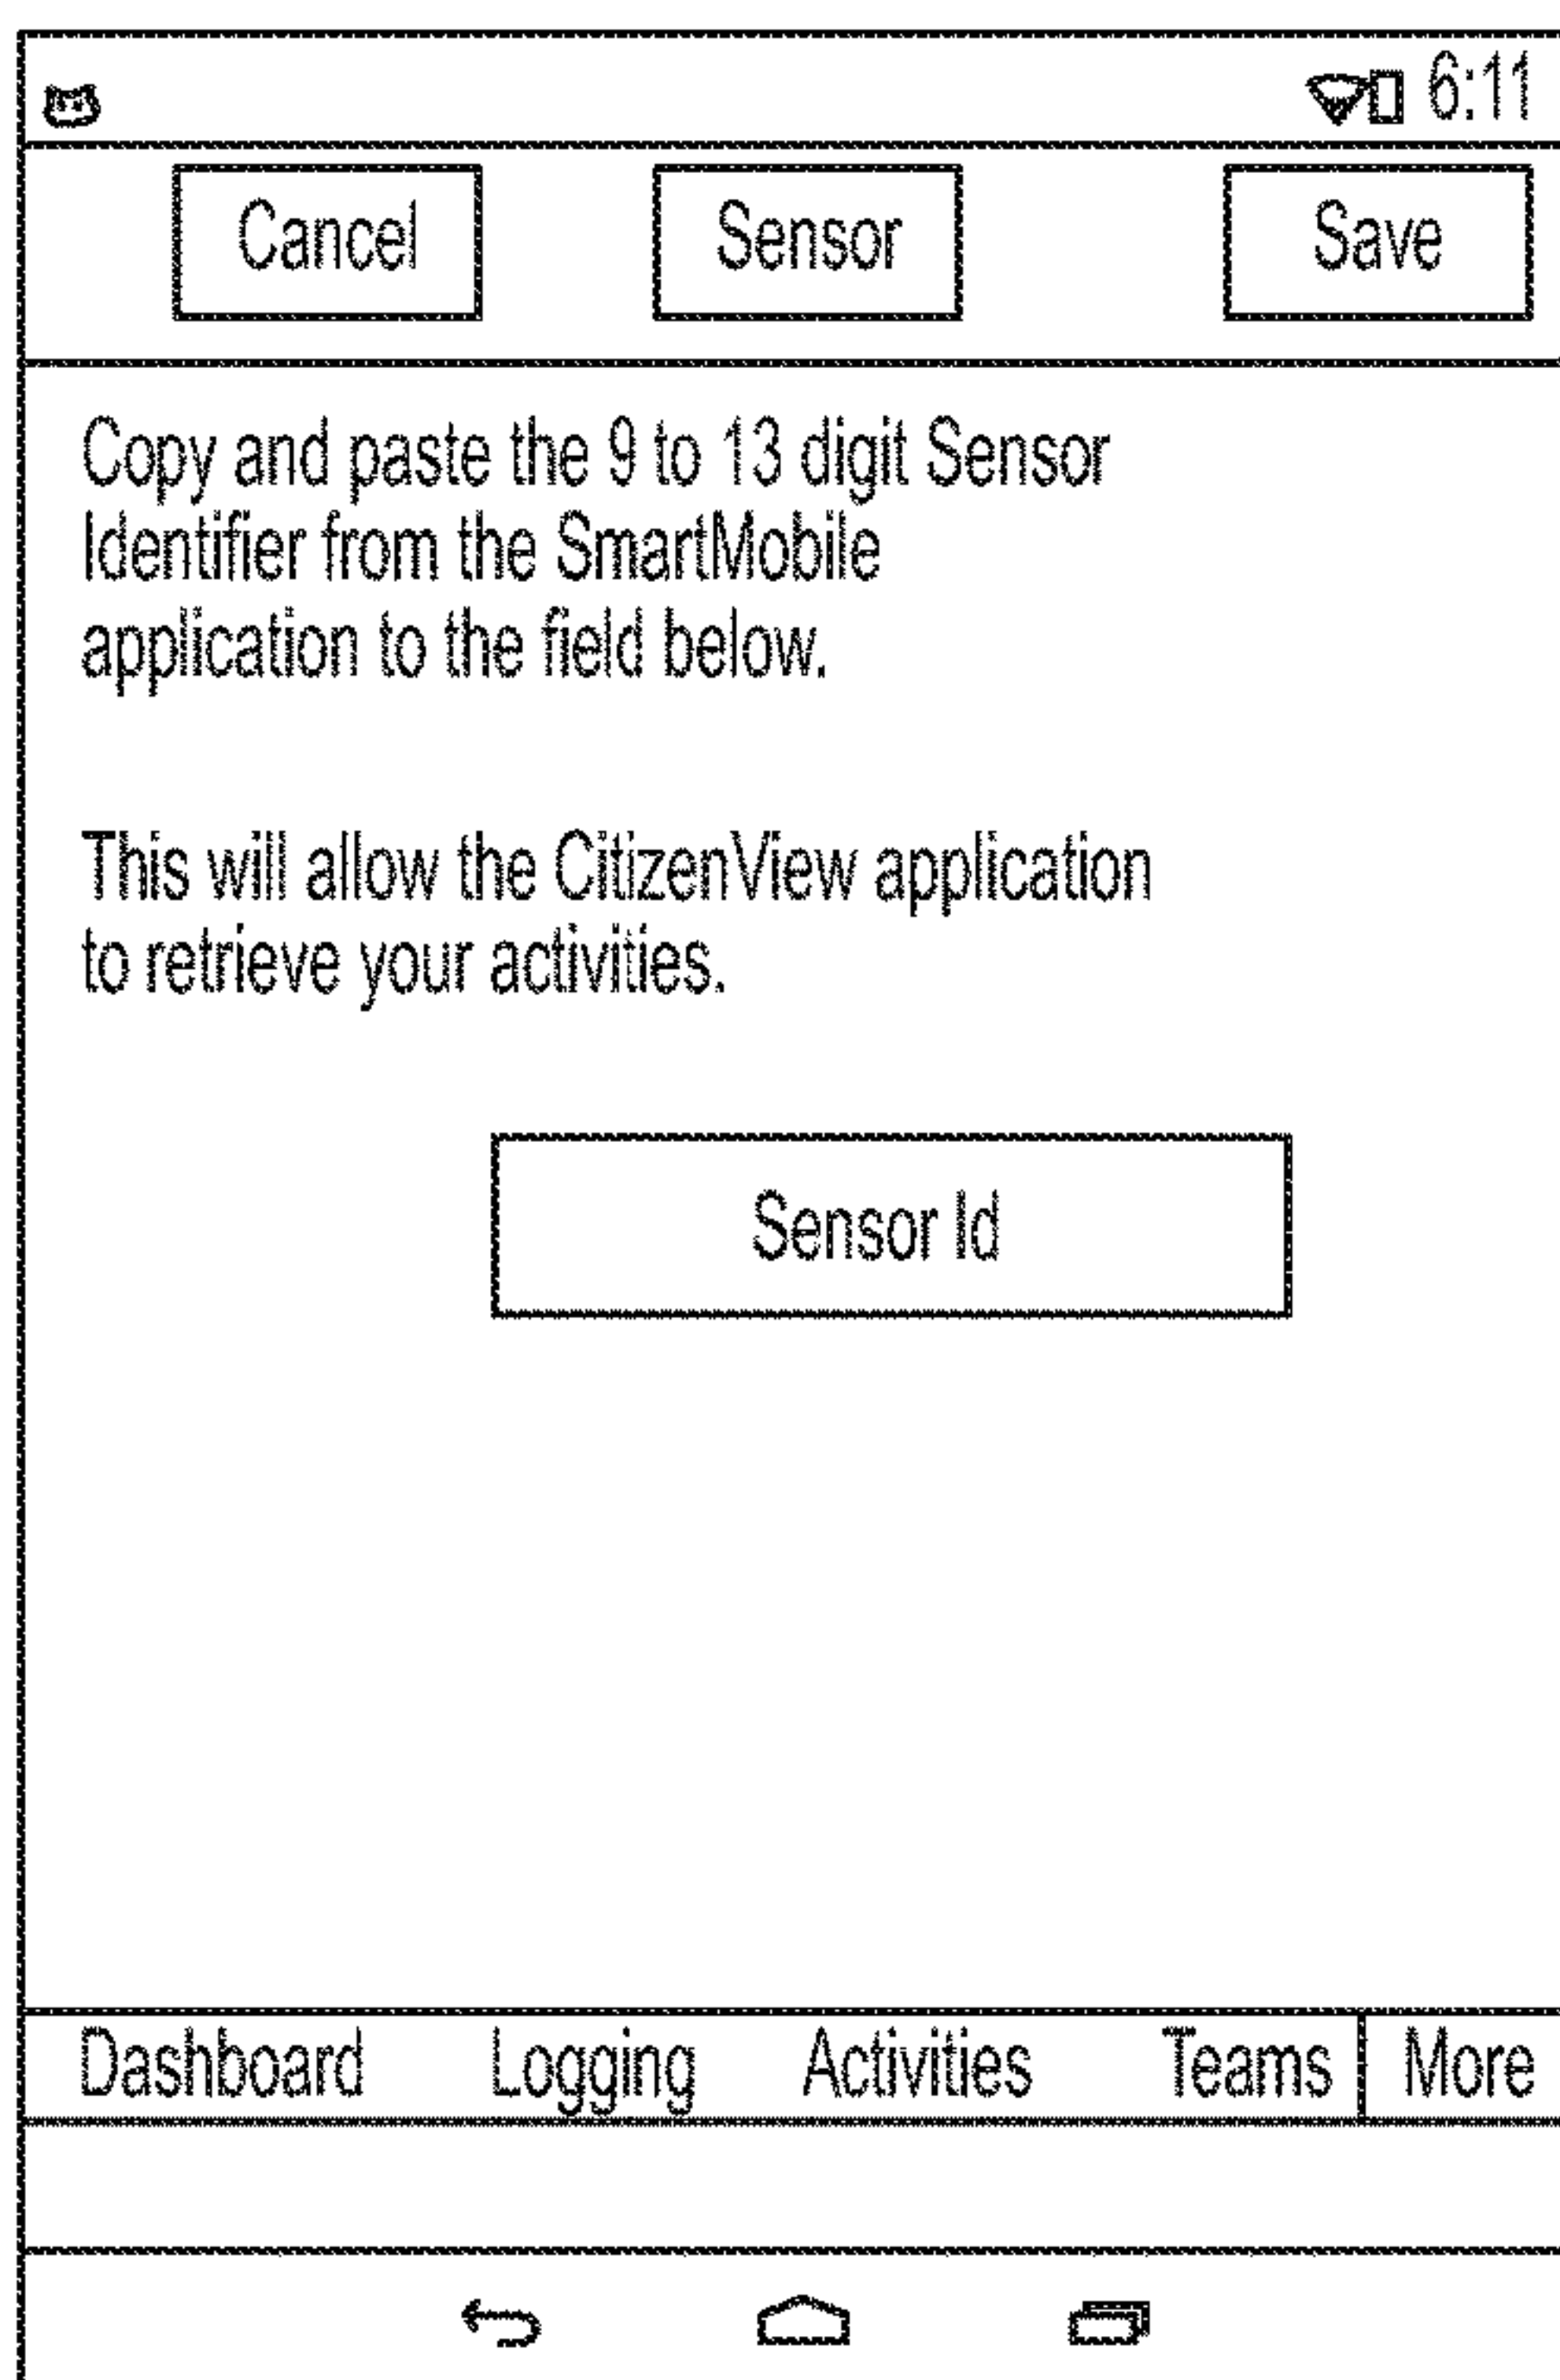 6:11
Cancel Sensor Save
Copy and paste the 9 to 13 digit Sensor
Identifier from the SmartMobile
application to the field below.
This will allow the CitizenView application
to retrieve your activities.
Sensor Id
Dashboard Logging Activities Teams More